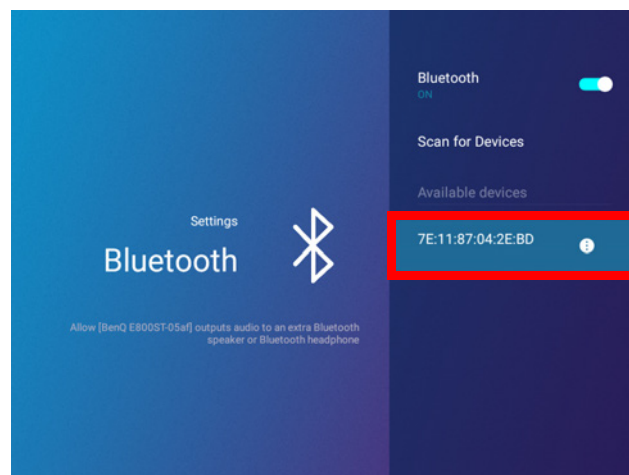 Settings
Bluetooth
Allow [BenQ E800ST-05af] outputs audio to an extra Bluetooth
speaker or Bluetooth headphone
Bluetooth
ON
Scan for Devices
Available devices
7E:11:87:04:2E:BD